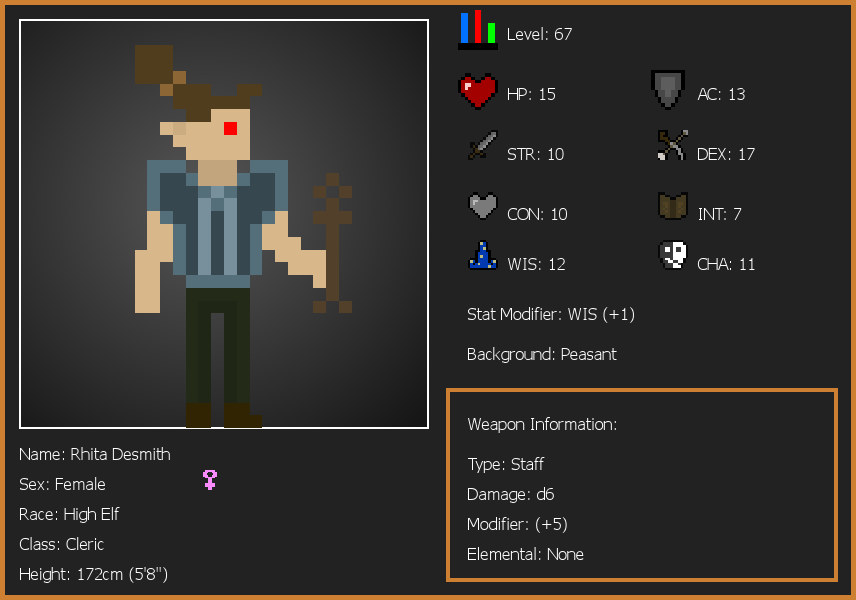 Level: 67
HP: 15
AC: 13
STR: 10
DEX: 17
CON: 10
INT: 7
WIS: 12
CHA: 11
Stat Modifier: WIS (+1)
Background: Peasant
Weapon Information:
Type: Staff
Damage: d6
Modifier: (+5)
Elemental: None
Name: Rhita Desmith
Sex: Female
Race: High Elf
Class: Cleric
Height: 172cm (5'8")